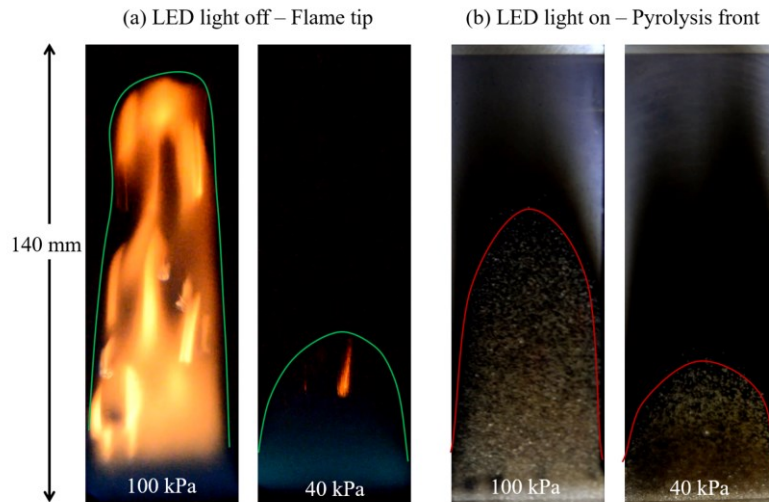 (a) LED light off – Flame tip
(b) LED light on – Pyrolysis front
140 mm
100 kPa
40 kPa
100 kPa
40 kPa